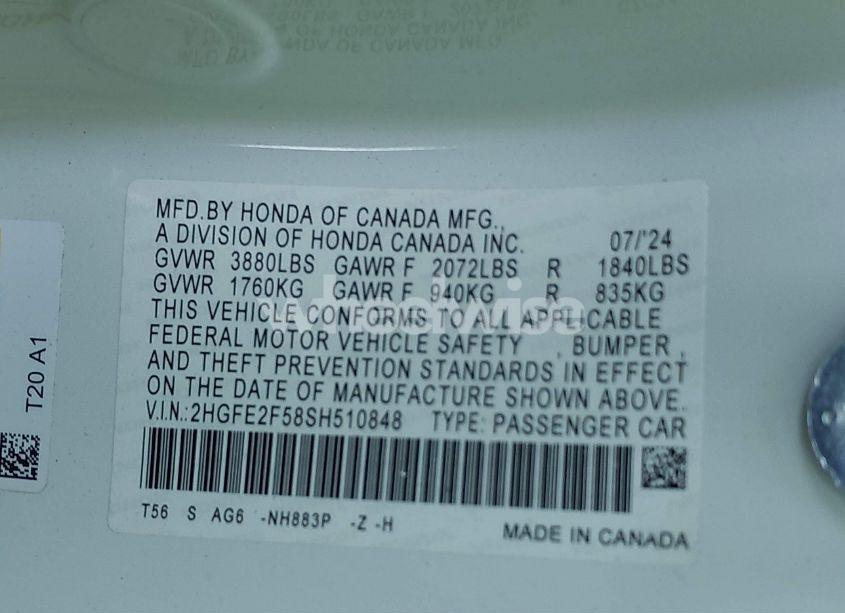 MFD.BY HONDA OF CANADA MFG.,
A DIVISION OF HONDA CANADA INC. 07/'24
GVWR 3880LBS GAWR F 2072LBS R 1840LBS
GVWR 1760KG GAWR F 940KG R 835KG
THIS VEHICLE CONFORMS TO ALL APPLICABLE
FEDERAL MOTOR VEHICLE SAFETY , BUMPER ,
AND THEFT PREVENTION STANDARDS IN EFFECT
ON THE DATE OF MANUFACTURE SHOWN ABOVE.
V.I.N.:2HGFE2F58SH510848 TYPE: PASSENGER CAR
T56 S AG6 -NH883P -Z -H
MADE IN CANADA
T20 A1
wheelwise